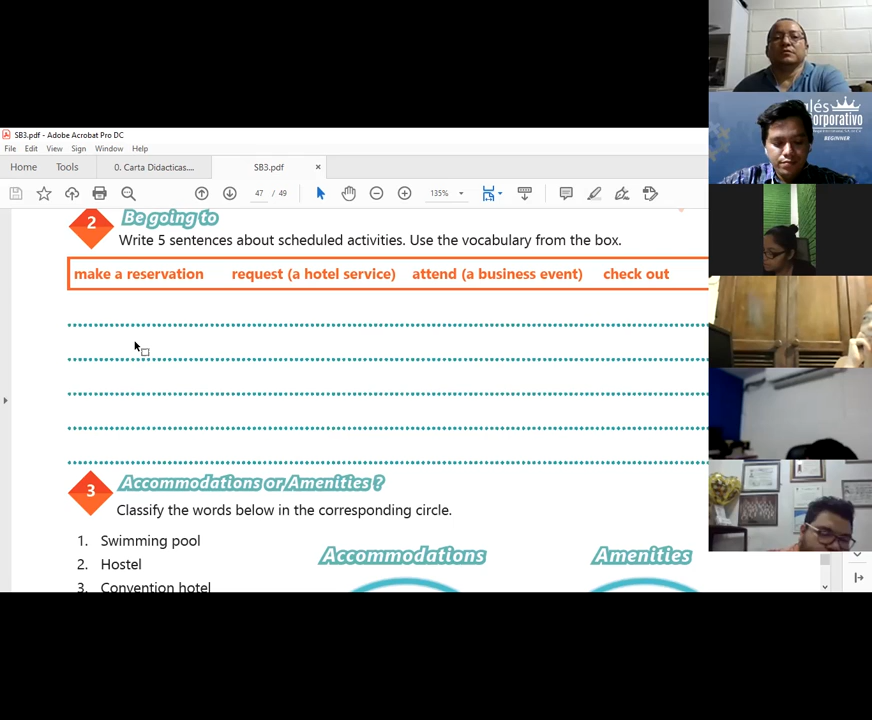 SB3.pdf - Adobe Acrobat Pro DC
File Edit View Sign Window Help
Home Tools 0. Carta Didacticas.... SB3.pdf
47 / 49 135%
2 Be going to
Write 5 sentences about scheduled activities. Use the vocabulary from the box.
make a reservation request (a hotel service) attend (a business event) check out
3 Accommodations or Amenities ?
Classify the words below in the corresponding circle.
1. Swimming pool
2. Hostel
3. Convention hotel
Accommodations Amenities
BEGINNER